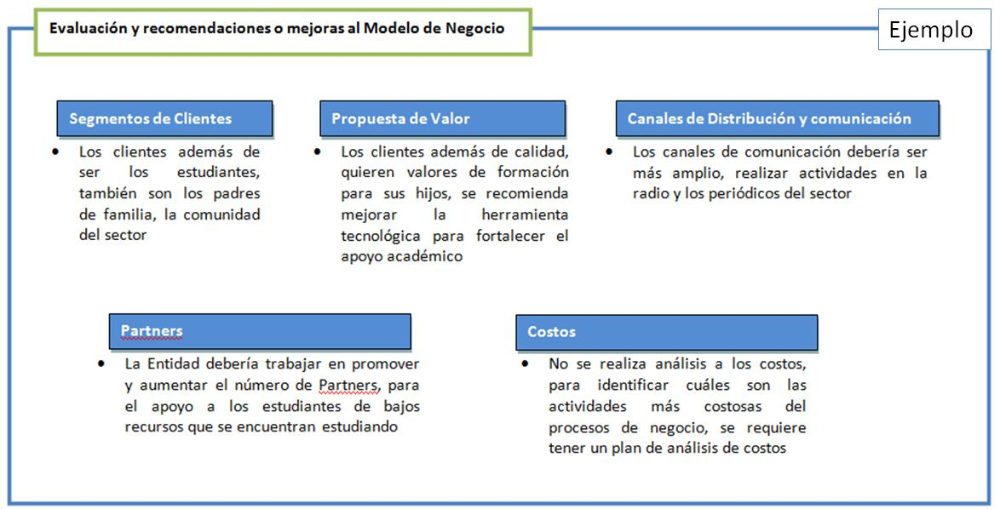 Evaluación y recomendaciones o mejoras al Modelo de Negocio
Ejemplo
Segmentos de Clientes
• Los clientes además de
ser los estudiantes,
también son los padres
de familia, la comunidad
del sector
Propuesta de Valor
• Los clientes además de calidad,
quieren valores de formación
para sus hijos, se recomienda
mejorar la herramienta
tecnológica para fortalecer el
apoyo académico
Canales de Distribución y comunicación
• Los canales de comunicación debería ser
más amplio, realizar actividades en la
radio y los periódicos del sector
Partners
• La Entidad debería trabajar en promover
y aumentar el número de Partners, para
el apoyo a los estudiantes de bajos
recursos que se encuentran estudiando
Costos
• No se realiza análisis a los costos,
para identificar cuáles son las
actividades más costosas del
procesos de negocio, se requiere
tener un plan de análisis de costos